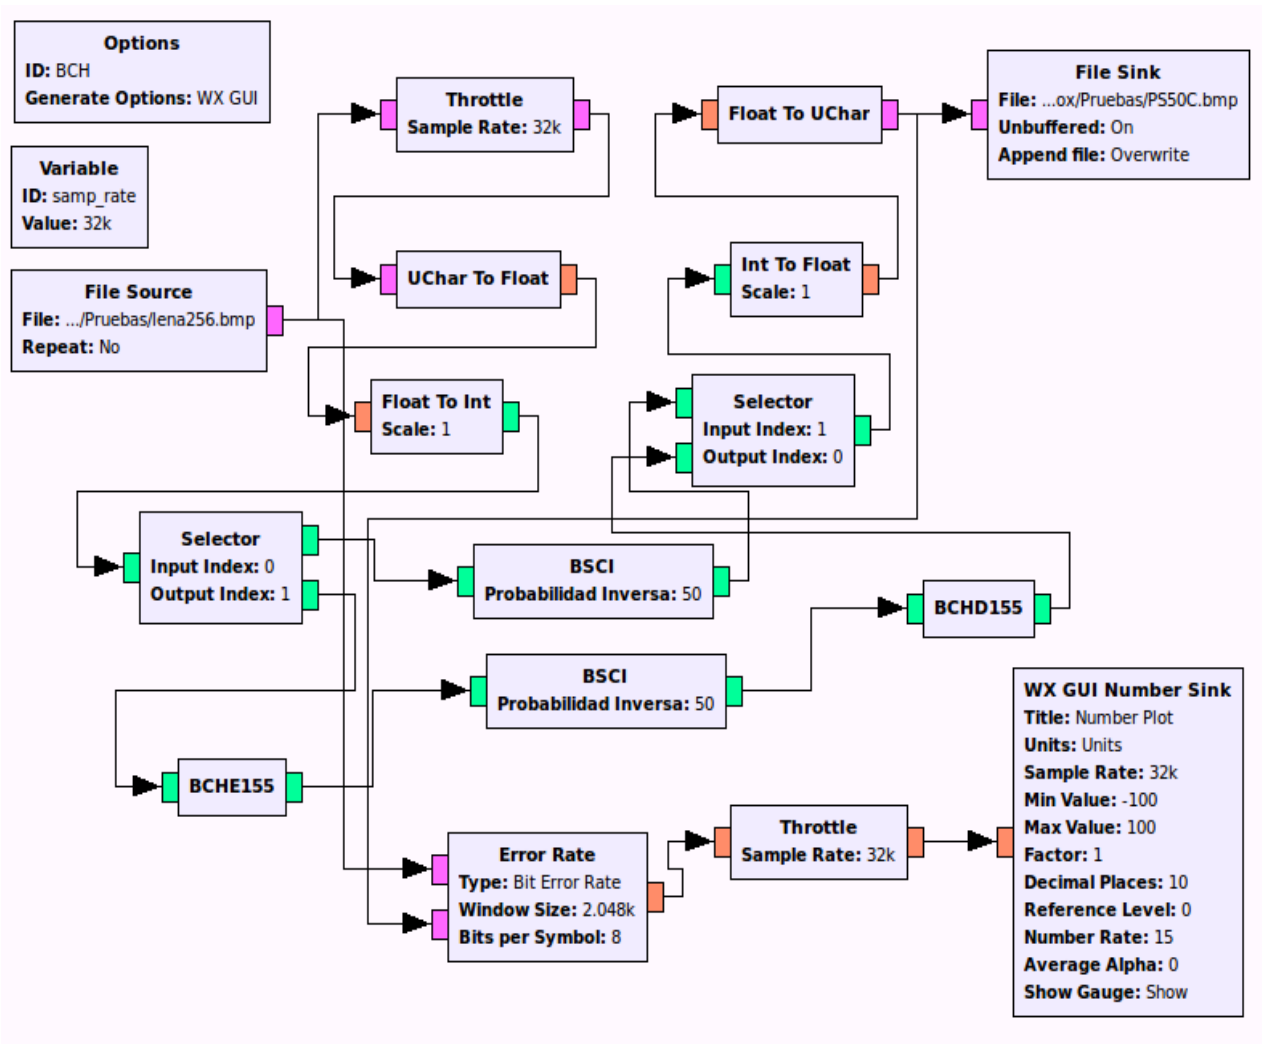 Options
ID: BCH
Generate Options: WX GUI
Variable
ID: samp_rate
Value: 32k
File Source
File: .../Pruebas/lena256.bmp
Repeat: No
Throttle
Sample Rate: 32k
UChar To Float
Float To Int
Scale: 1
Float To UChar
File Sink
File: ...ox/Pruebas/PS50C.bmp
Unbuffered: On
Append file: Overwrite
Int To Float
Scale: 1
Selector
Input Index: 1
Output Index: 0
Selector
Input Index: 0
Output Index: 1
BSCI
Probabilidad Inversa: 50
BCHD155
BSCI
Probabilidad Inversa: 50
BCHE155
Error Rate
Type: Bit Error Rate
Window Size: 2.048k
Bits per Symbol: 8
Throttle
Sample Rate: 32k
WX GUI Number Sink
Title: Number Plot
Units: Units
Sample Rate: 32k
Min Value: -100
Max Value: 100
Factor: 1
Decimal Places: 10
Reference Level: 0
Number Rate: 15
Average Alpha: 0
Show Gauge: Show